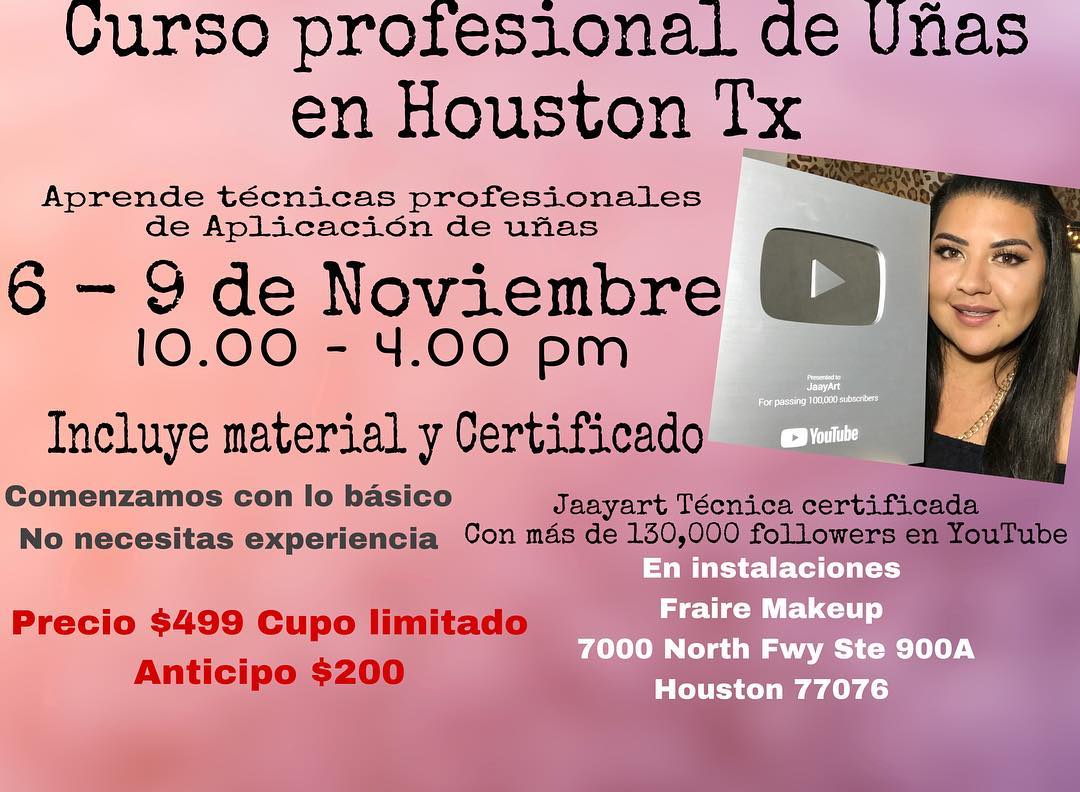 Curso profesional de Uñas
en Houston Tx
Aprende técnicas profesionales
de Aplicación de uñas
6 - 9 de Noviembre
10.00 - 4.00 pm
Incluye material y Certificado
Comenzamos con lo básico
No necesitas experiencia
Precio $499 Cupo limitado
Anticipo $200
Presented to
JaayArt
For passing 100,000 subscribers
YouTube
Jaayart Técnica certificada
Con más de 130,000 followers en YouTube
En instalaciones
Fraire Makeup
7000 North Fwy Ste 900A
Houston 77076